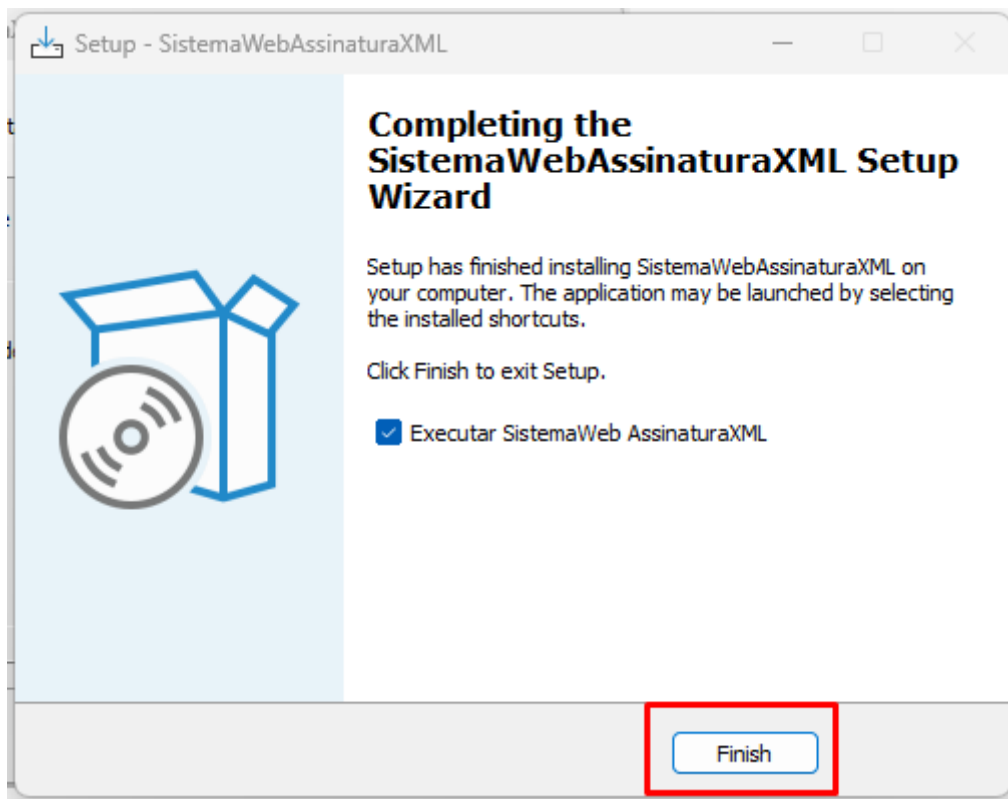 Setup - SistemaWebAssinaturaXML
Completing the
SistemaWebAssinaturaXML Setup
Wizard
Setup has finished installing SistemaWebAssinaturaXML on
your computer. The application may be launched by selecting
the installed shortcuts.
Click Finish to exit Setup.
Executar SistemaWeb AssinaturaXML
Finish